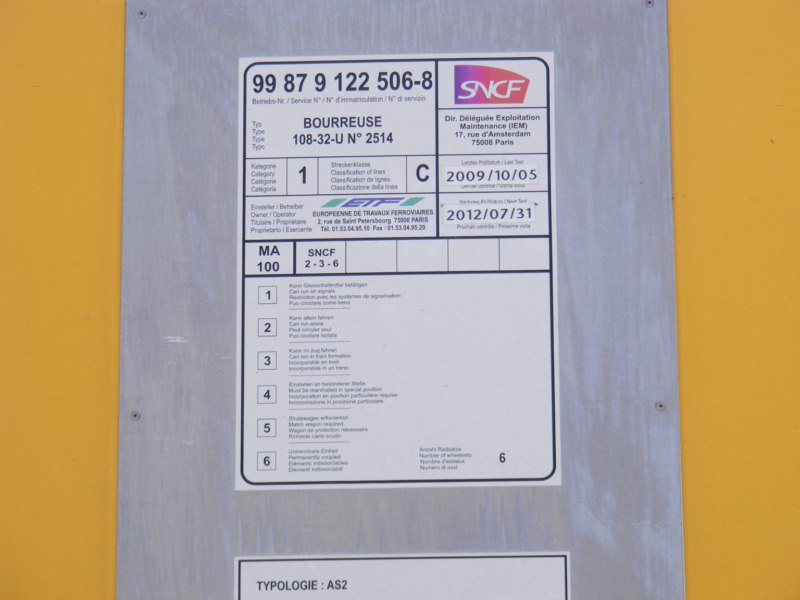 99 87 9 122 506-8
Betriebs-Nr. / Service N° / N° d'immatriculation / N° di servizio
SNCF
Typ
Type
Type
Tipo
BOURREUSE
108-32-U N° 2514
Dir. Déléguée Exploitation
Maintenance (IEM)
17, rue d'Amsterdam
75008 Paris
Kategorie
Category
Catégorie
Catégoria
1
Streckenklasse
Classification of lines
Classification de lignes
Classificazione della linea
C
Letztes Prüfdatum / Last Test
2009/10/05
Einsteller / Betreiber
Owner / Operator
Titulaire / Propriétaire
Proprietario / Esercente
ETF
EUROPEENNE DE TRAVAUX FERROVIAIRES
2, rue de Saint Petersbourg 75008 PARIS
Tél. 01.53.04.95.10 Fax : 01.53.04.95.20
Nächstes Prüfdatum / Next Test
2012/07/31
Prochain contrôle / Prossima visita
MA
100
SNCF
2 - 3 - 6
1
Kann Gleisschaltmittel betätigen
Can run on signals
Restriction avec les systèmes de signalisation
Puo circolare come treno
2
Kann allein fahren
Can run alone
Peut circuler seul
Puo cicolare isolata
3
Kann im zug fahren
Can run in train formation
Incorporable en train
Incorporabile in un treno
4
Einstellen an besonderer Stelle
Must be marshalled in special position
Incorporation en position particulière requise
Incorporazione in posizione particolare
5
Shutzwagen erforderlich
Match wagon required
Wagon de protection nécessaire
Richiede carro scudo
6
Untrennbare Einheit
Permanently coupled
Éléments indissociables
Elementi indissociabili
Anzahl Radsätze
Number of wheelsets
Nombre d'essieux
Numero di assi
6
TYPOLOGIE : AS2